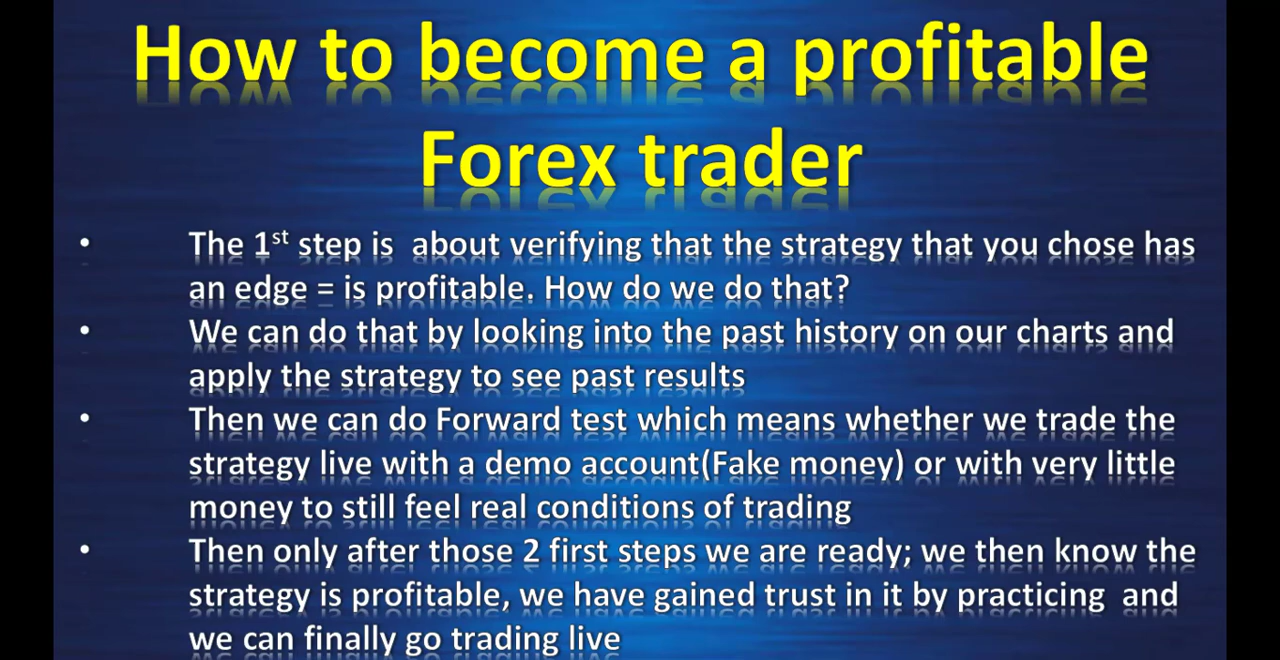 How to become a profitable
Forex trader
• The 1st step is about verifying that the strategy that you chose has
an edge = is profitable. How do we do that?
• We can do that by looking into the past history on our charts and
apply the strategy to see past results
• Then we can do Forward test which means whether we trade the
strategy live with a demo account(Fake money) or with very little
money to still feel real conditions of trading
• Then only after those 2 first steps we are ready; we then know the
strategy is profitable, we have gained trust in it by practicing and
we can finally go trading live